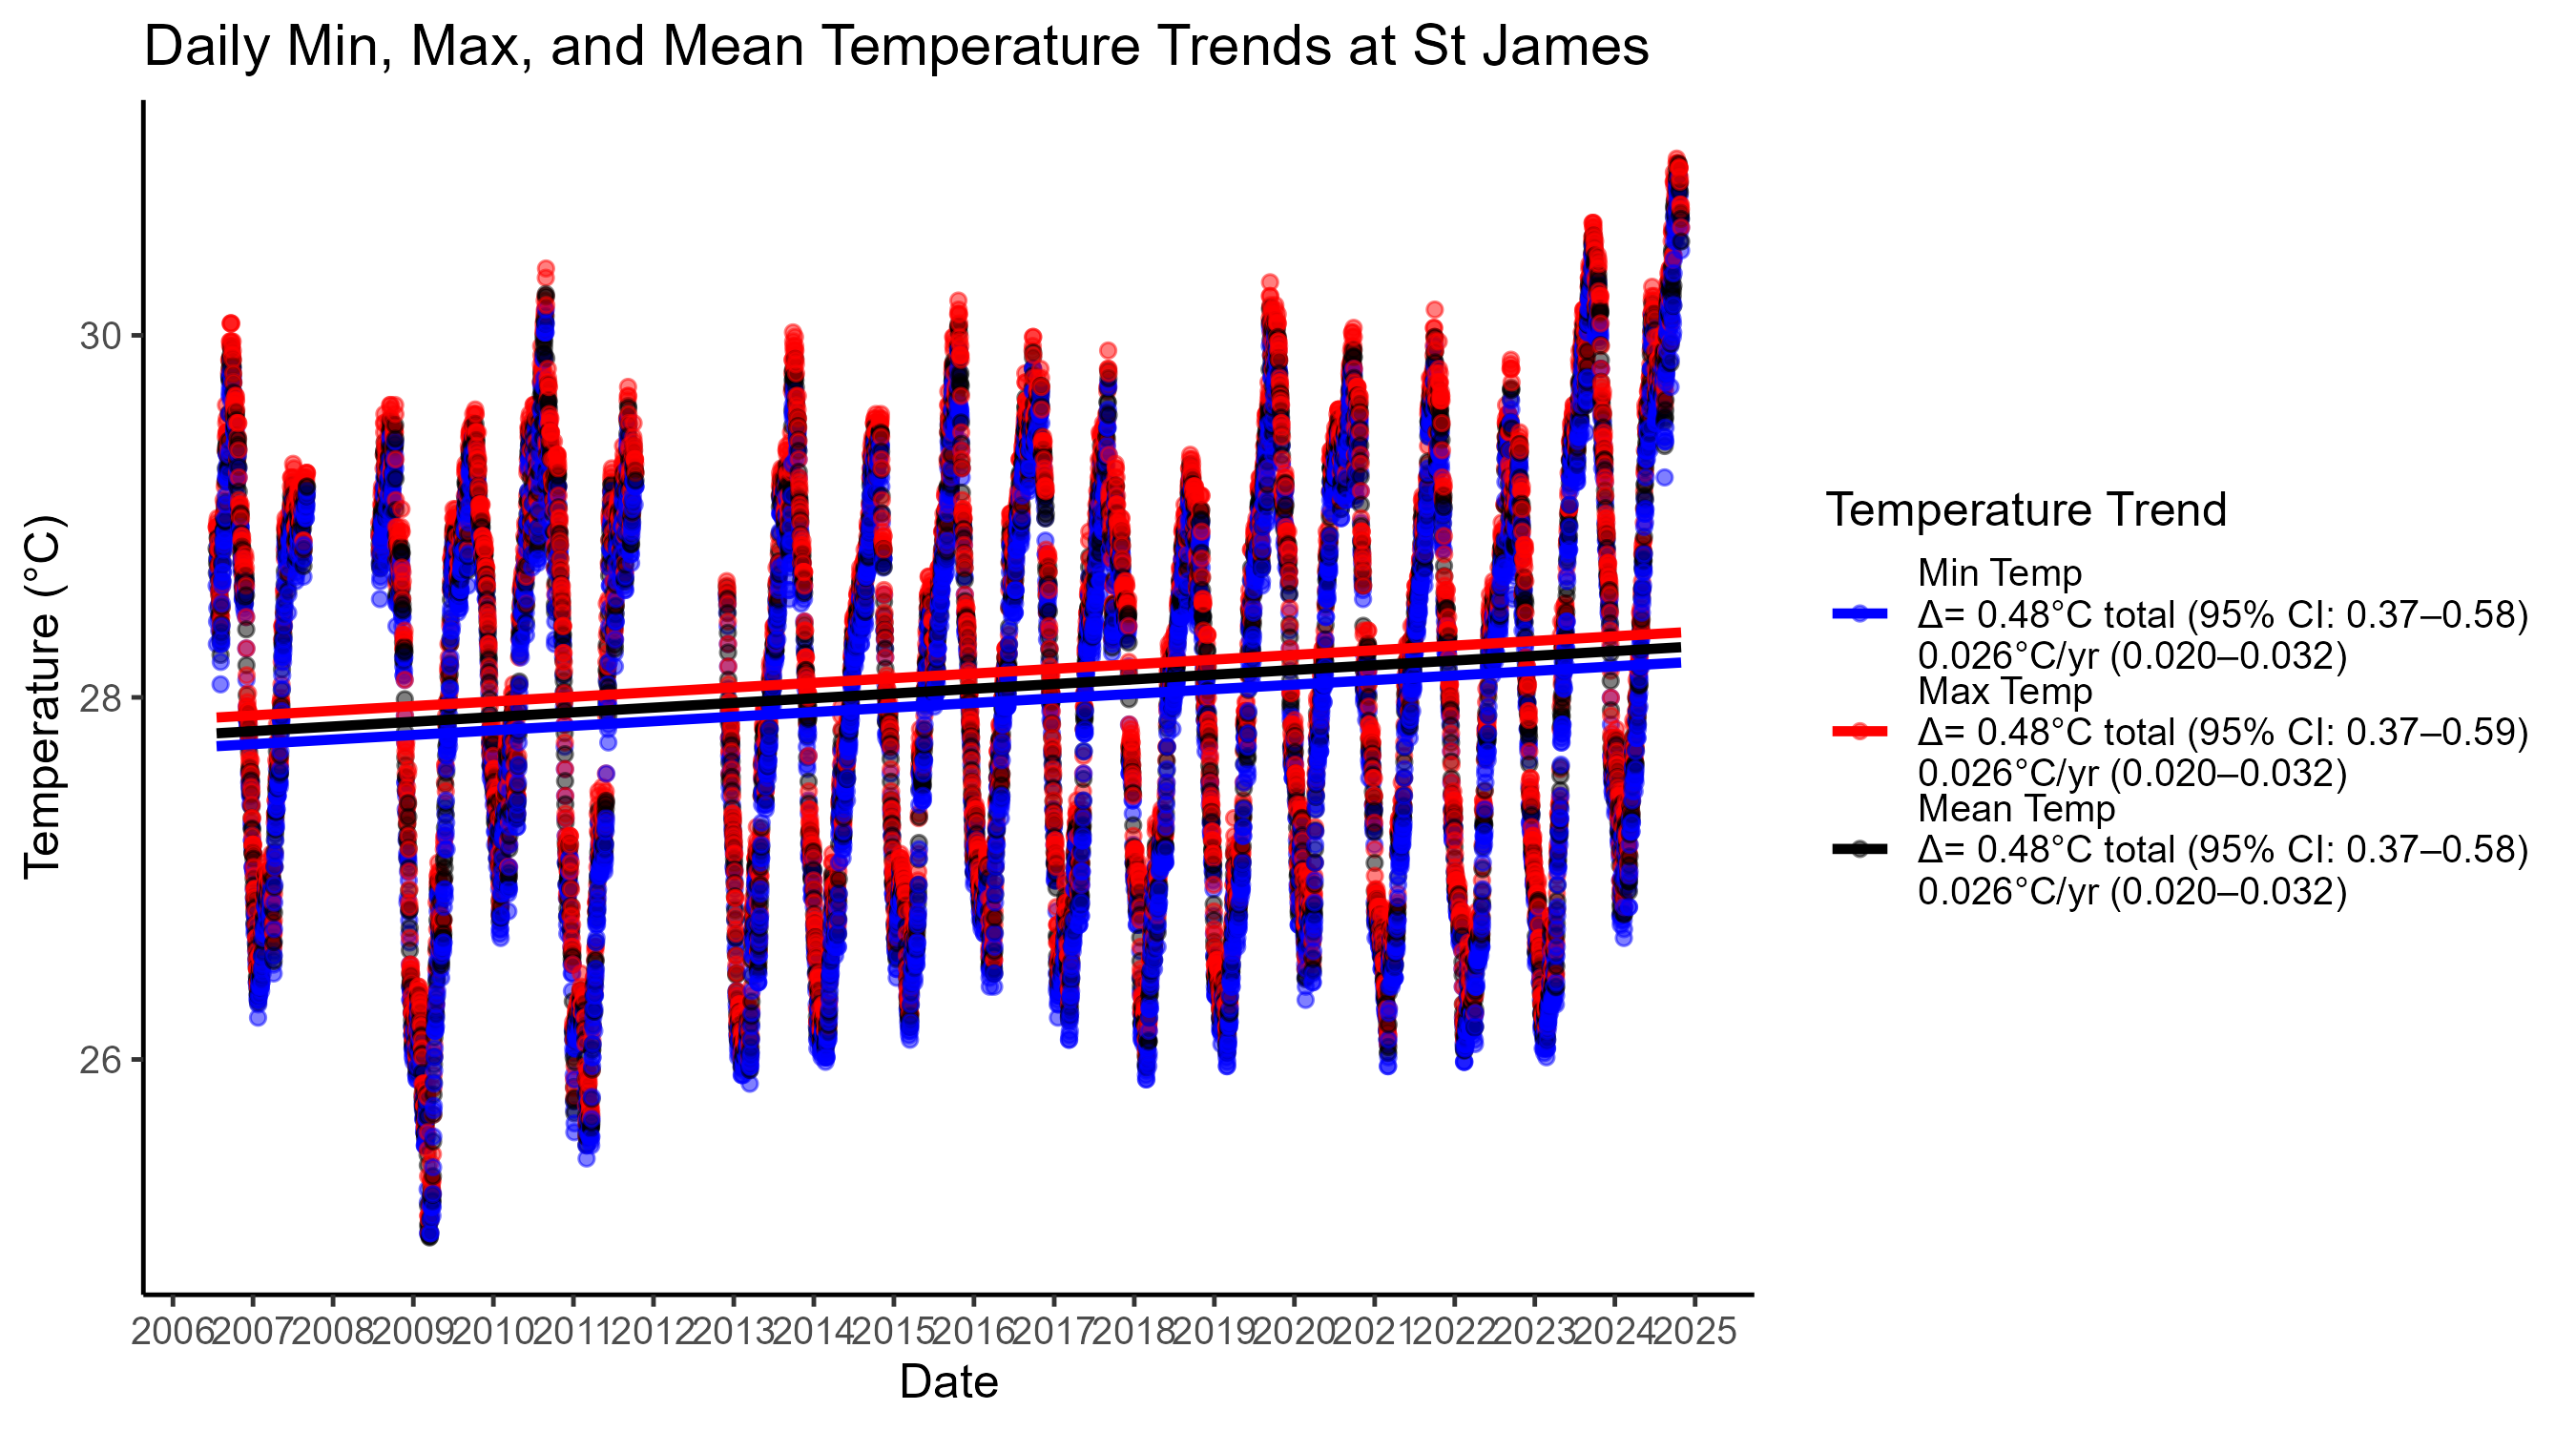 Daily Min, Max, and Mean Temperature Trends at St James
Temperature (°C)
30
28
26
2006 2007 2008 2009 2010 2011 2012 2013 2014 2015 2016 2017 2018 2019 2020 2021 2022 2023 2024 2025
Date
Temperature Trend
Min Temp
Δ= 0.48°C total (95% CI: 0.37–0.58)
0.026°C/yr (0.020–0.032)
Max Temp
Δ= 0.48°C total (95% CI: 0.37–0.59)
0.026°C/yr (0.020–0.032)
Mean Temp
Δ= 0.48°C total (95% CI: 0.37–0.58)
0.026°C/yr (0.020–0.032)